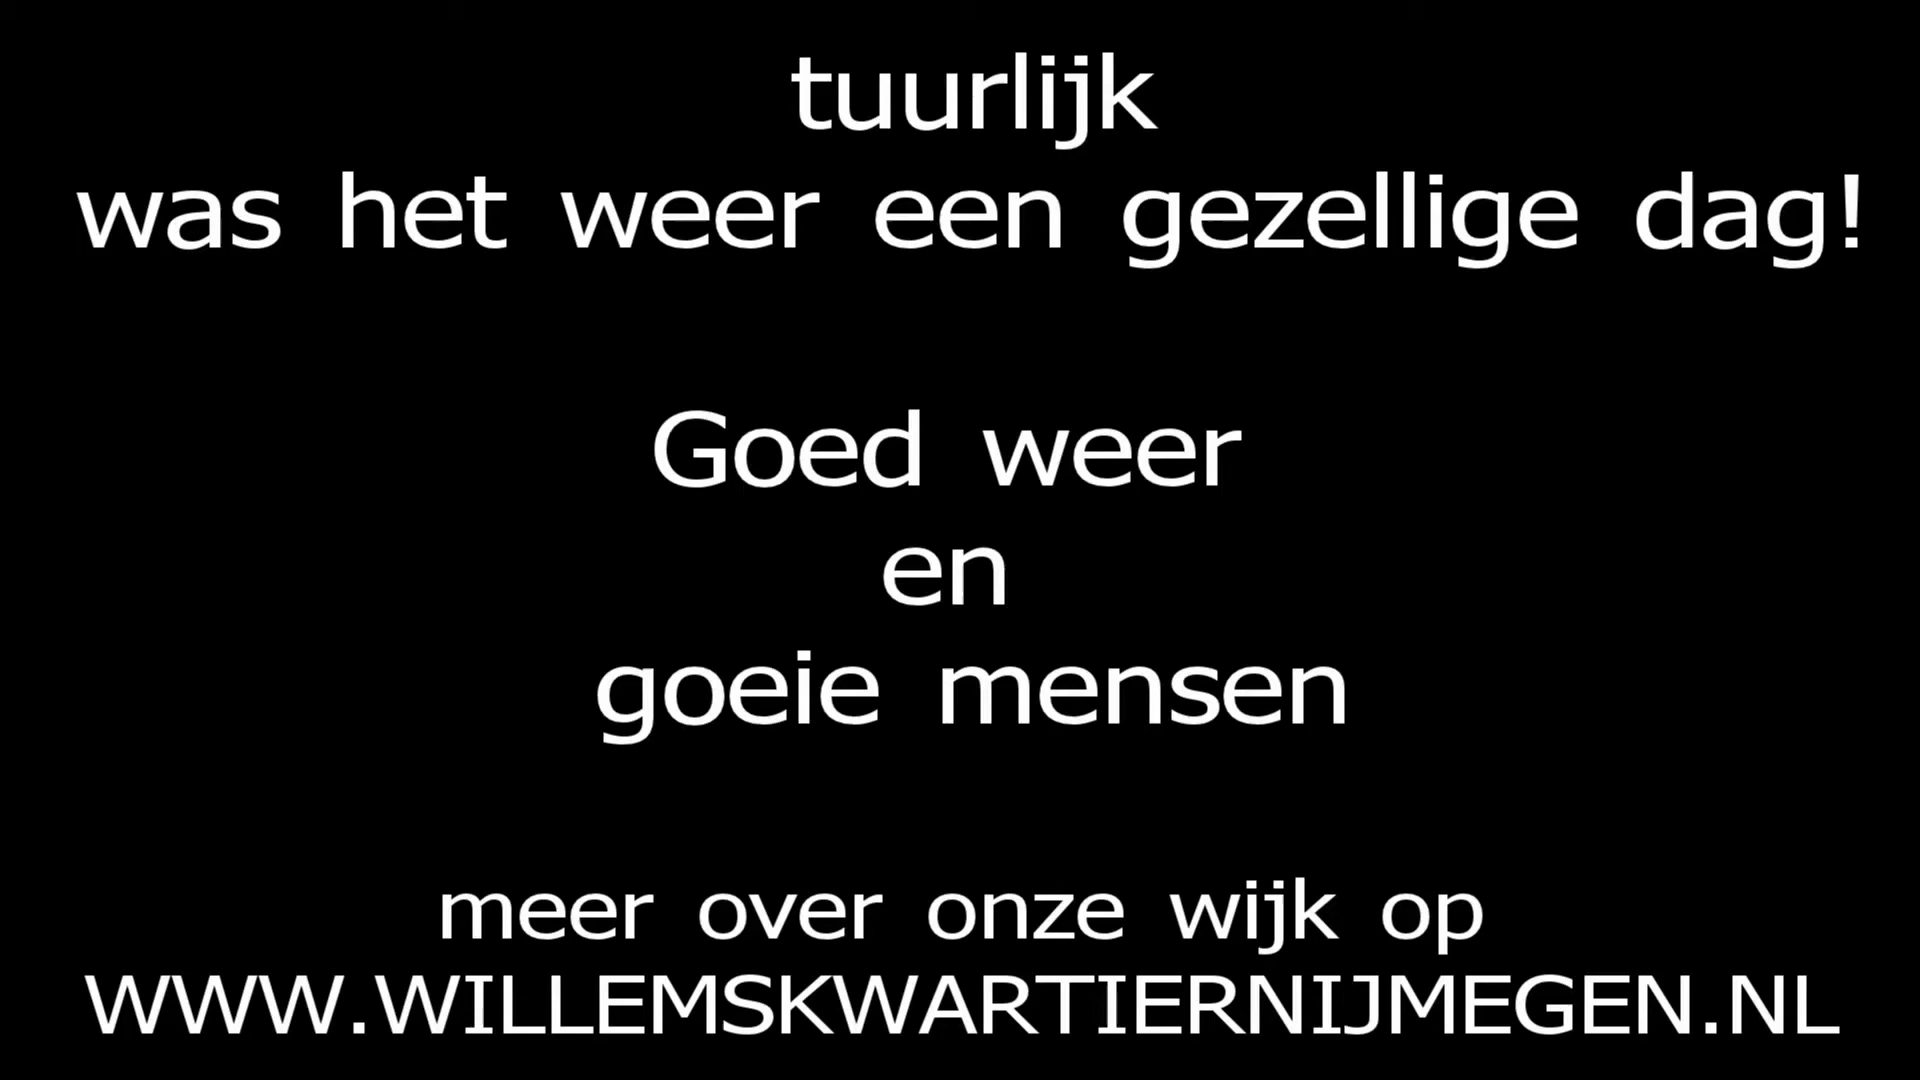 tuurlijk
was het weer een gezellige dag!
Goed weer
en
goeie mensen
meer over onze wijk op
WWW.WILLEMSKWARTIERNIJMEGEN.NL